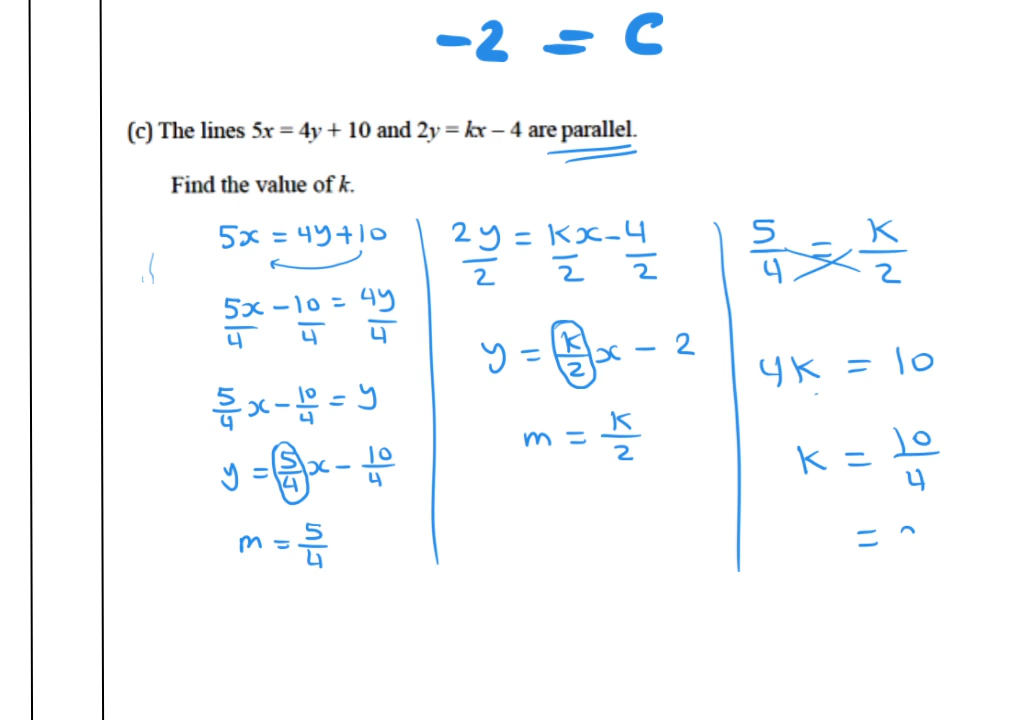 -2 = C
(c) The lines 5x = 4y + 10 and 2y = kx – 4 are parallel.
Find the value of k.
5x = 4y+10
5x/4 - 10/4 = 4y/4
5/4 x - 10/4 = y
y = 5/4 x - 10/4
m = 5/4
2y/2 = kx/2 - 4/2
y = k/2 x - 2
m = k/2
5/4 = k/2
4k = 10
k = 10/4
=